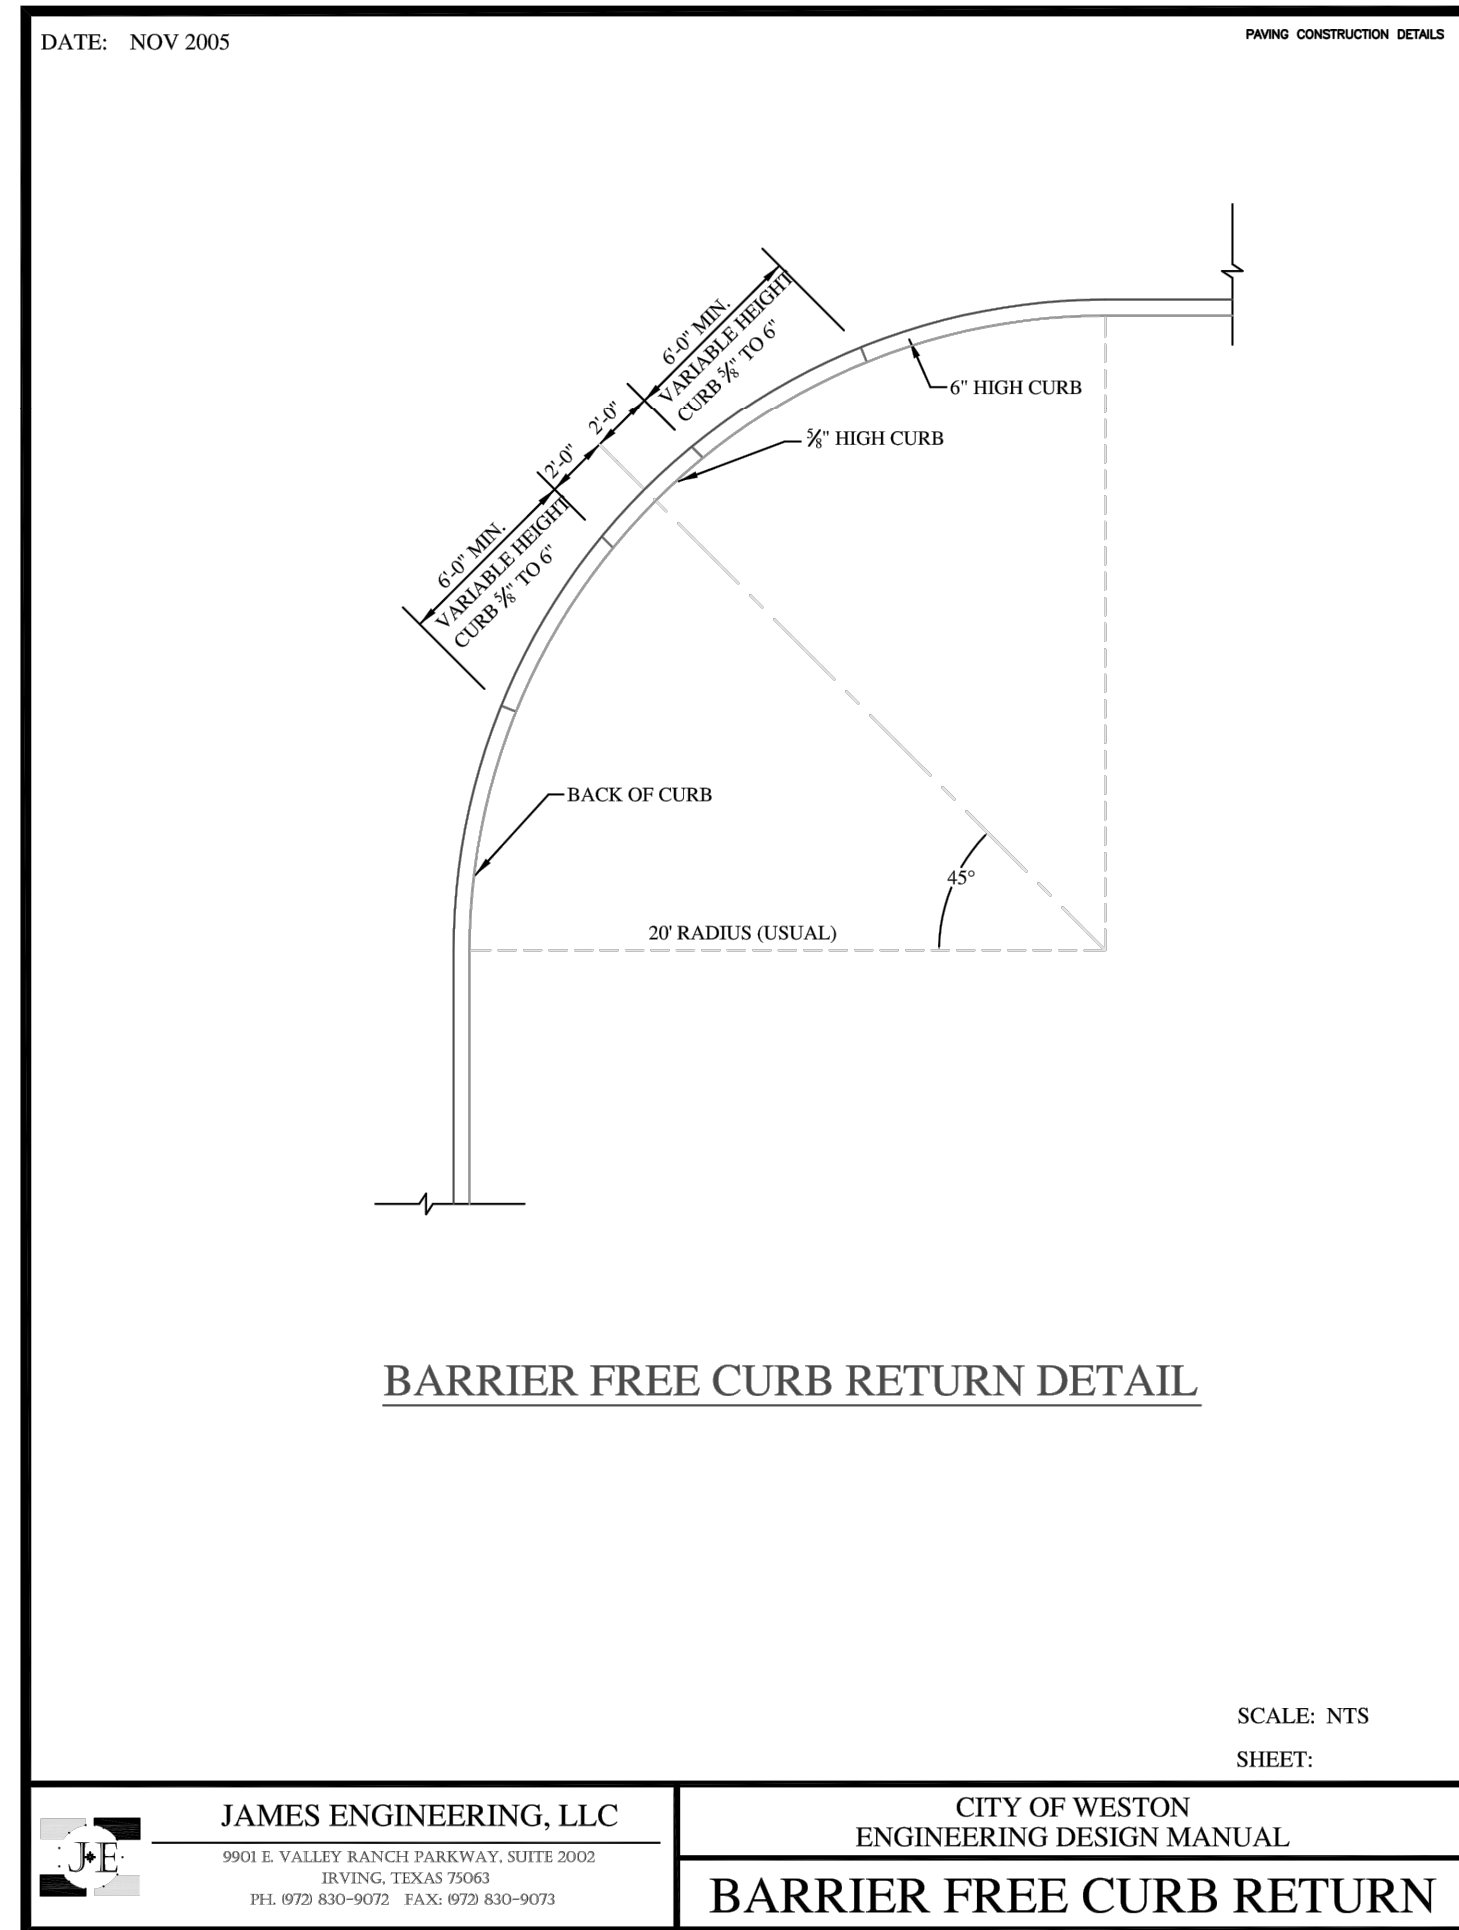 DATE: NOV 2005
PAVING CONSTRUCTION DETAILS
6'-0" MIN.
VARIABLE HEIGHT
CURB ⅝" TO 6"
2'-0"
2'-0"
6'-0" MIN.
VARIABLE HEIGHT
CURB ⅝" TO 6"
6" HIGH CURB
⅝" HIGH CURB
BACK OF CURB
45°
20' RADIUS (USUAL)
BARRIER FREE CURB RETURN DETAIL
SCALE: NTS
SHEET:
J E
JAMES ENGINEERING, LLC
9901 E. VALLEY RANCH PARKWAY, SUITE 2002
IRVING, TEXAS 75063
PH. (972) 830-9072 FAX: (972) 830-9073
CITY OF WESTON
ENGINEERING DESIGN MANUAL
BARRIER FREE CURB RETURN